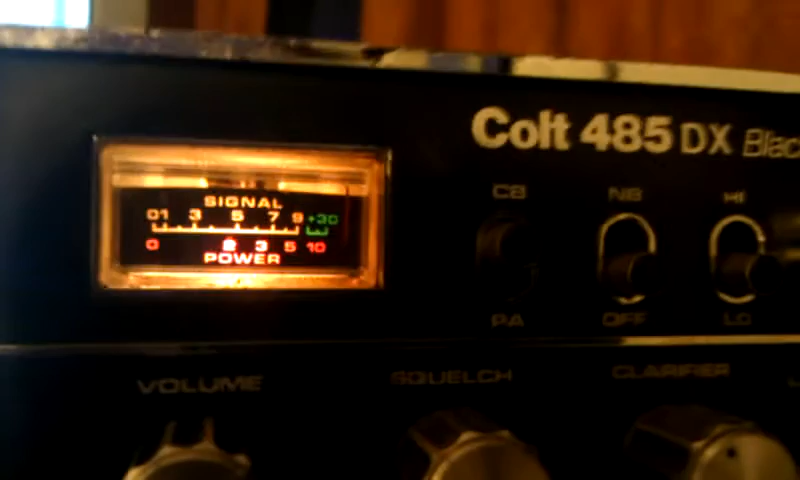 Colt 485 DX Blac
CB NB HI
SIGNAL
01 3 5 7 9 +30
0 2 3 5 10
POWER
PA OFF LO
VOLUME SQUELCH CLARIFIER